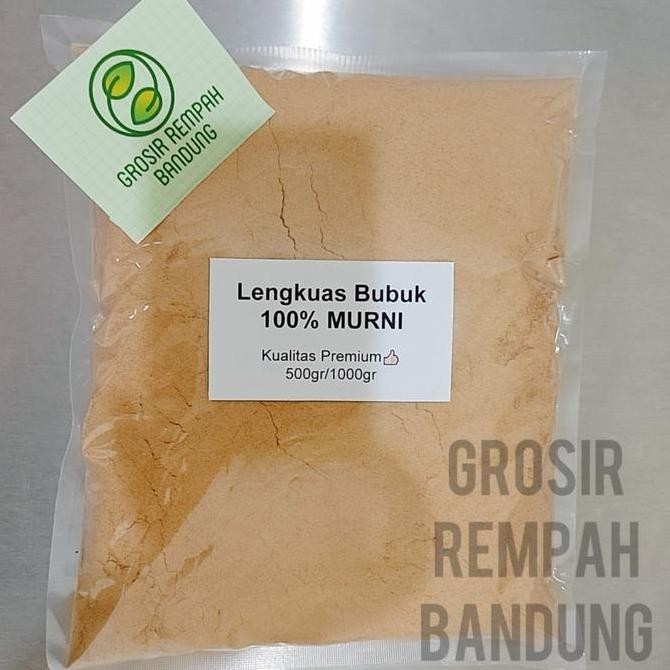 GROSIR REMPAH
BANDUNG
Lengkuas Bubuk
100% MURNI
Kualitas Premium👍
500gr/1000gr
GROSIR
REMPAH
BANDUNG